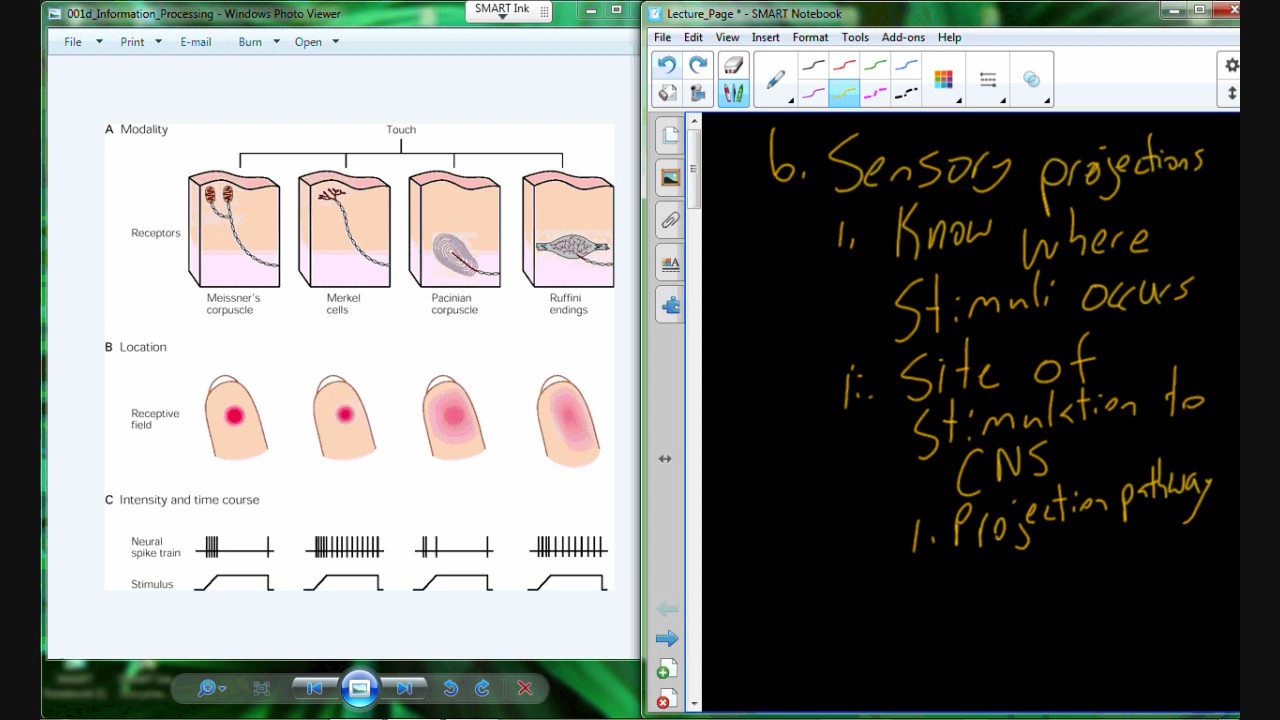 001d_Information_Processing - Windows Photo Viewer
SMART Ink
File Print E-mail Burn Open
A Modality
Touch
Receptors
Meissner's corpuscle
Merkel cells
Pacinian corpuscle
Ruffini endings
B Location
Receptive field
C Intensity and time course
Neural spike train
Stimulus
Lecture_Page * - SMART Notebook
File Edit View Insert Format Tools Add-ons Help
b. Sensory projections
i. Know where
Stimuli occurs
ii. Site of
Stimulation to
CNS
1. Projection pathway